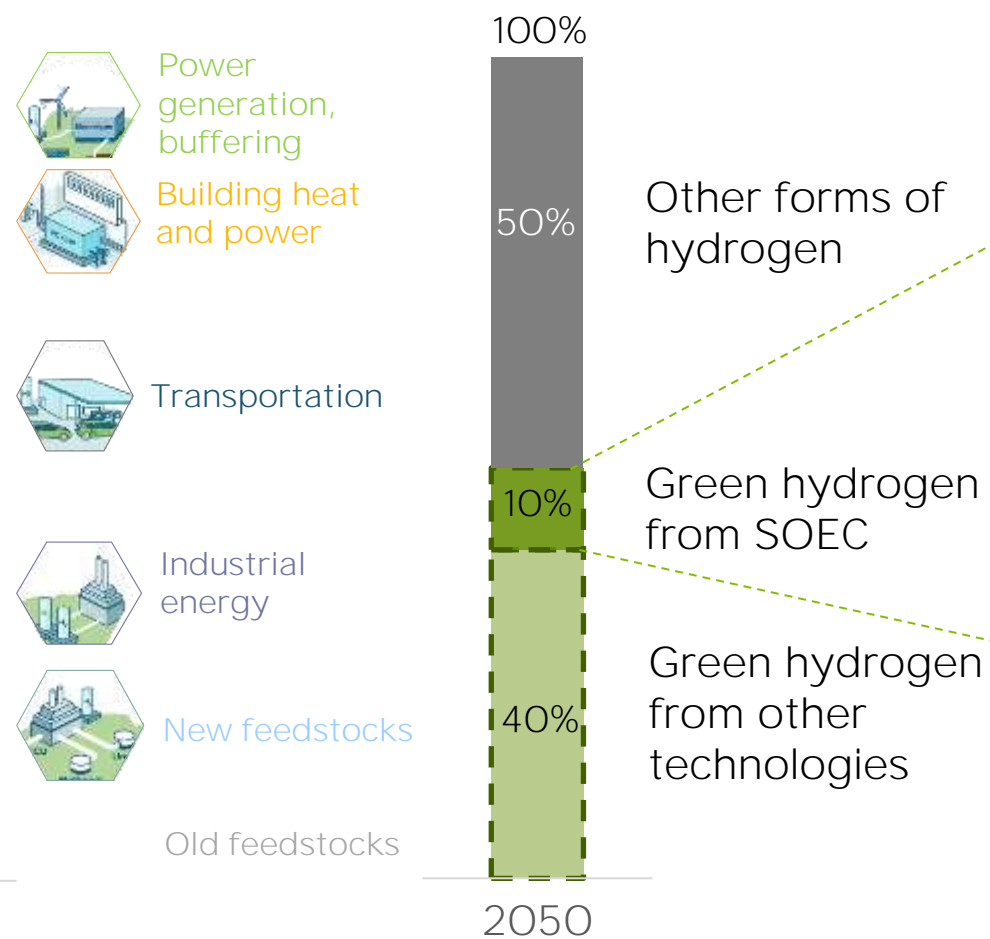 Power
generation,
buffering
Building heat
and power
Transportation
Industrial
energy
New feedstocks
Old feedstocks
100%
50%
10%
40%
2050
Other forms of
hydrogen
Green hydrogen
from SOEC
Green hydrogen
from other
technologies